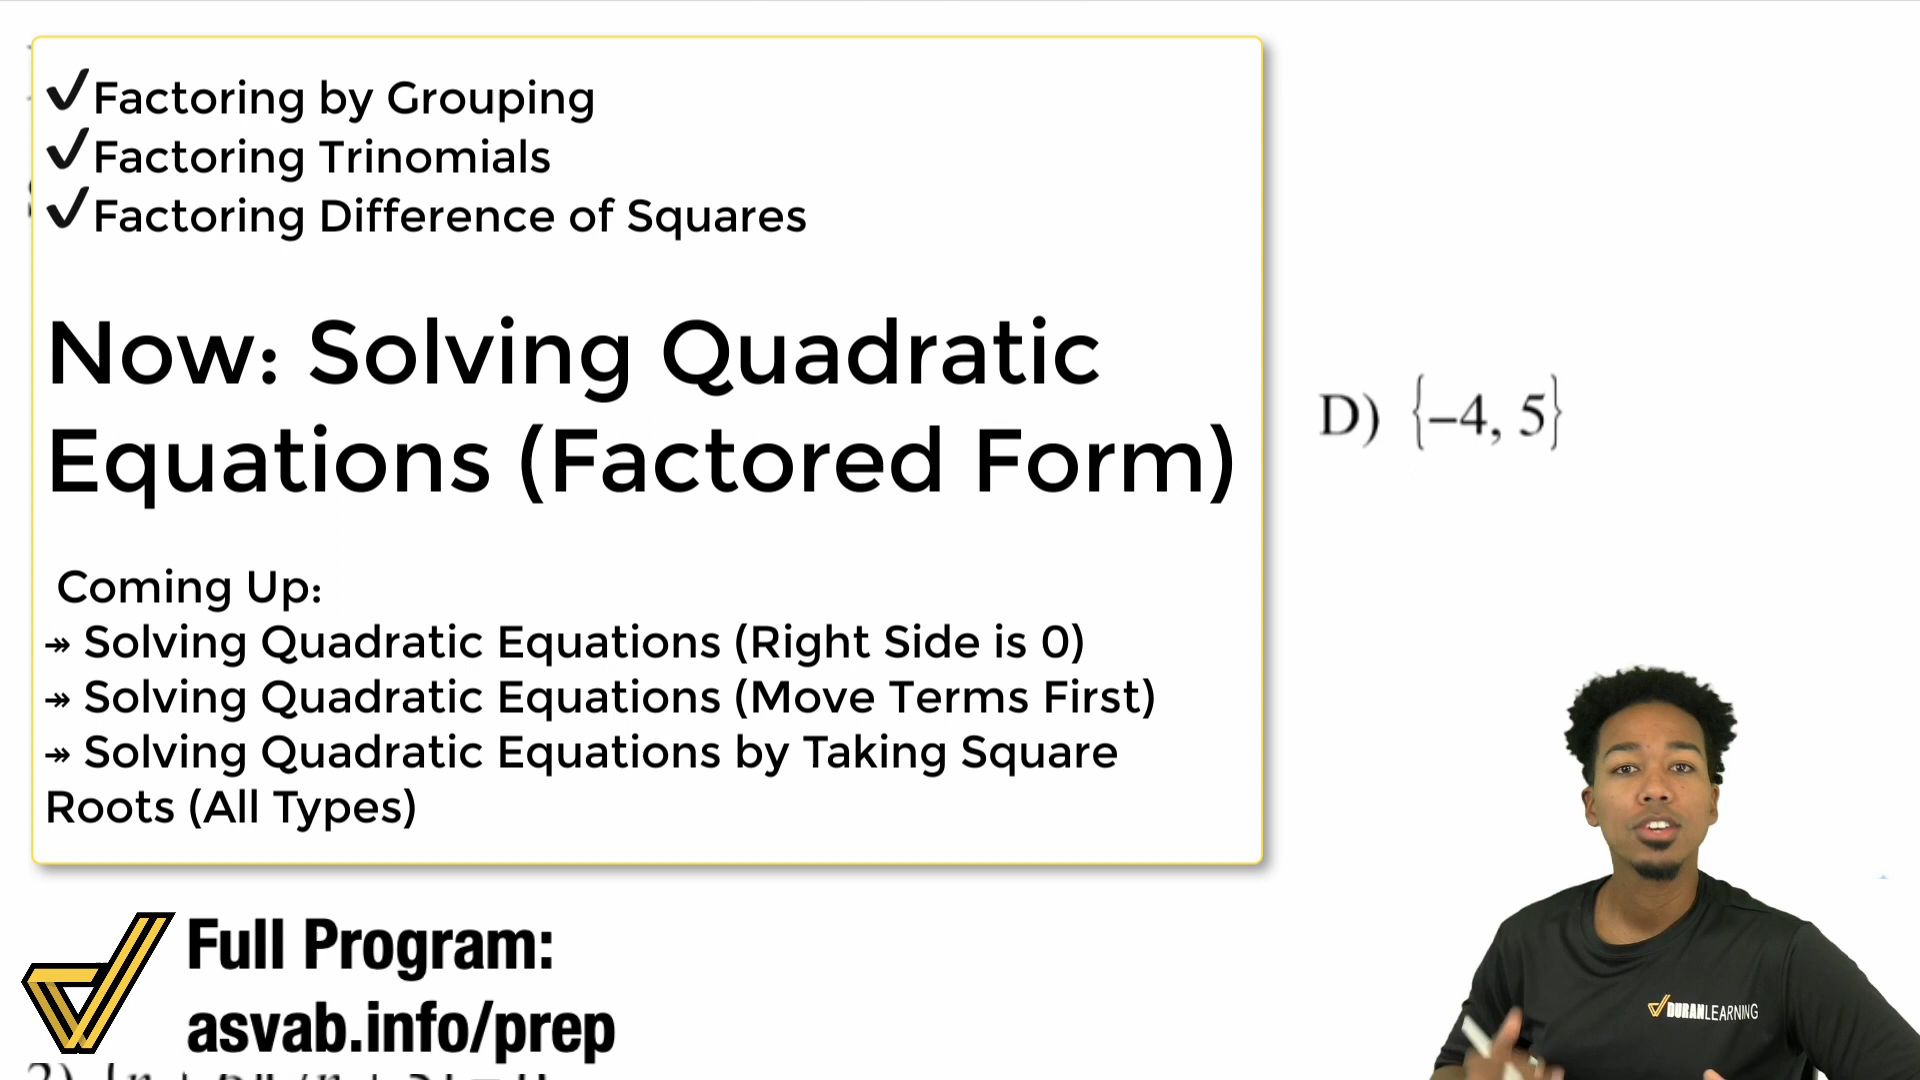 ✓Factoring by Grouping
✓Factoring Trinomials
✓Factoring Difference of Squares
Now: Solving Quadratic
Equations (Factored Form)
D) {–4, 5}
Coming Up:
↠ Solving Quadratic Equations (Right Side is 0)
↠ Solving Quadratic Equations (Move Terms First)
↠ Solving Quadratic Equations by Taking Square
Roots (All Types)
Full Program:
asvab.info/prep
DURANLEARNING